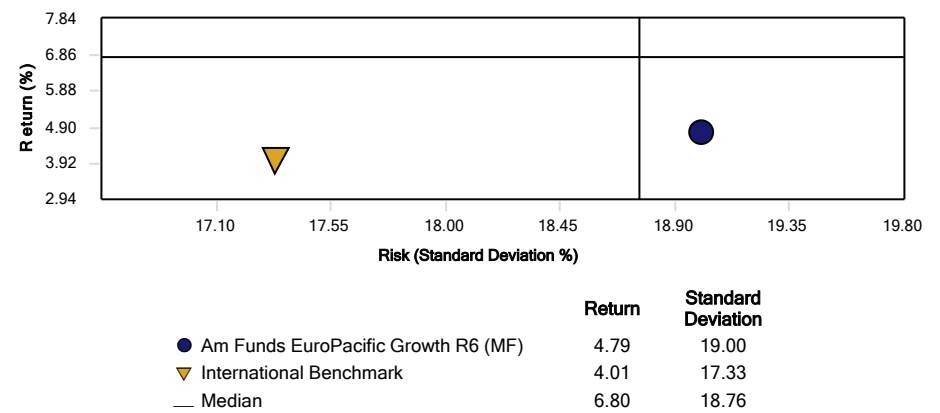 7.84
6.86
5.88
4.90
3.92
2.94
Return (%)
17.10 17.55 18.00 18.45 18.90 19.35 19.80
Risk (Standard Deviation %)
Return Standard Deviation
Am Funds EuroPacific Growth R6 (MF) 4.79 19.00
International Benchmark 4.01 17.33
Median 6.80 18.76